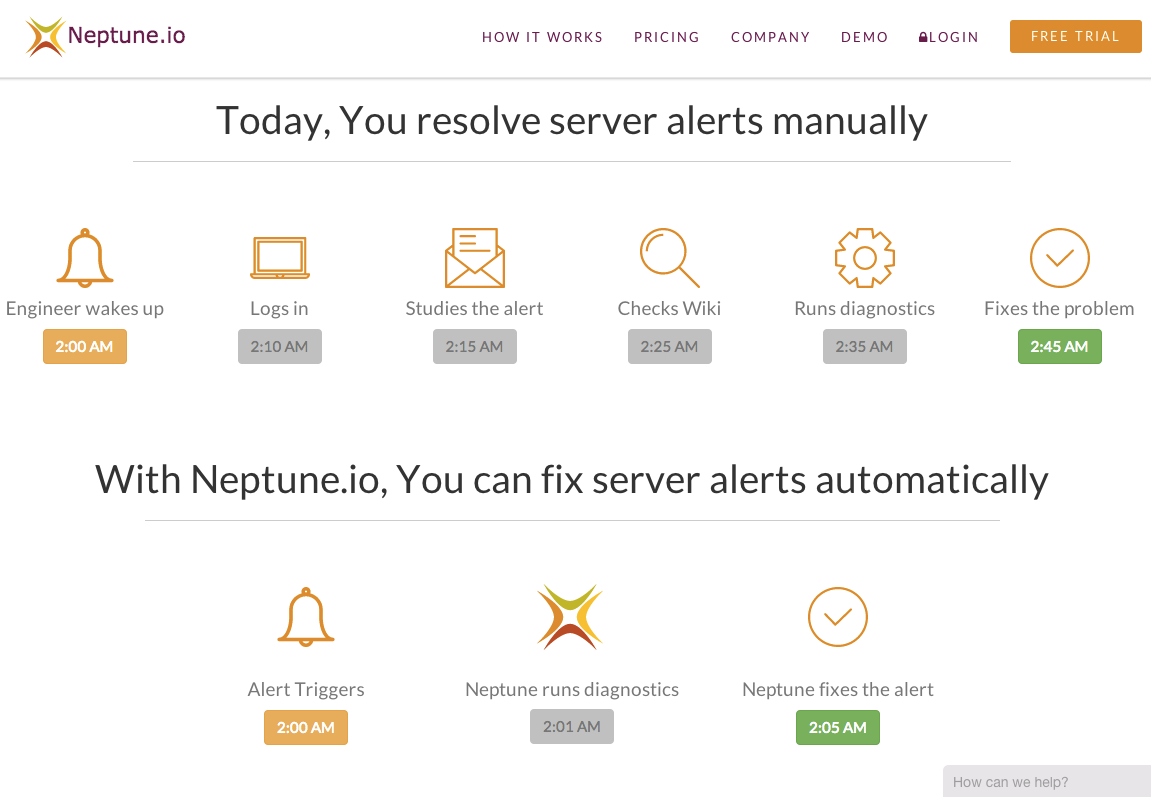 Neptune.io
HOW IT WORKS PRICING COMPANY DEMO LOGIN FREE TRIAL
Today, You resolve server alerts manually
Engineer wakes up Logs in Studies the alert Checks Wiki Runs diagnostics Fixes the problem
2:00 AM 2:10 AM 2:15 AM 2:25 AM 2:35 AM 2:45 AM
With Neptune.io, You can fix server alerts automatically
Alert Triggers Neptune runs diagnostics Neptune fixes the alert
2:00 AM 2:01 AM 2:05 AM
How can we help?